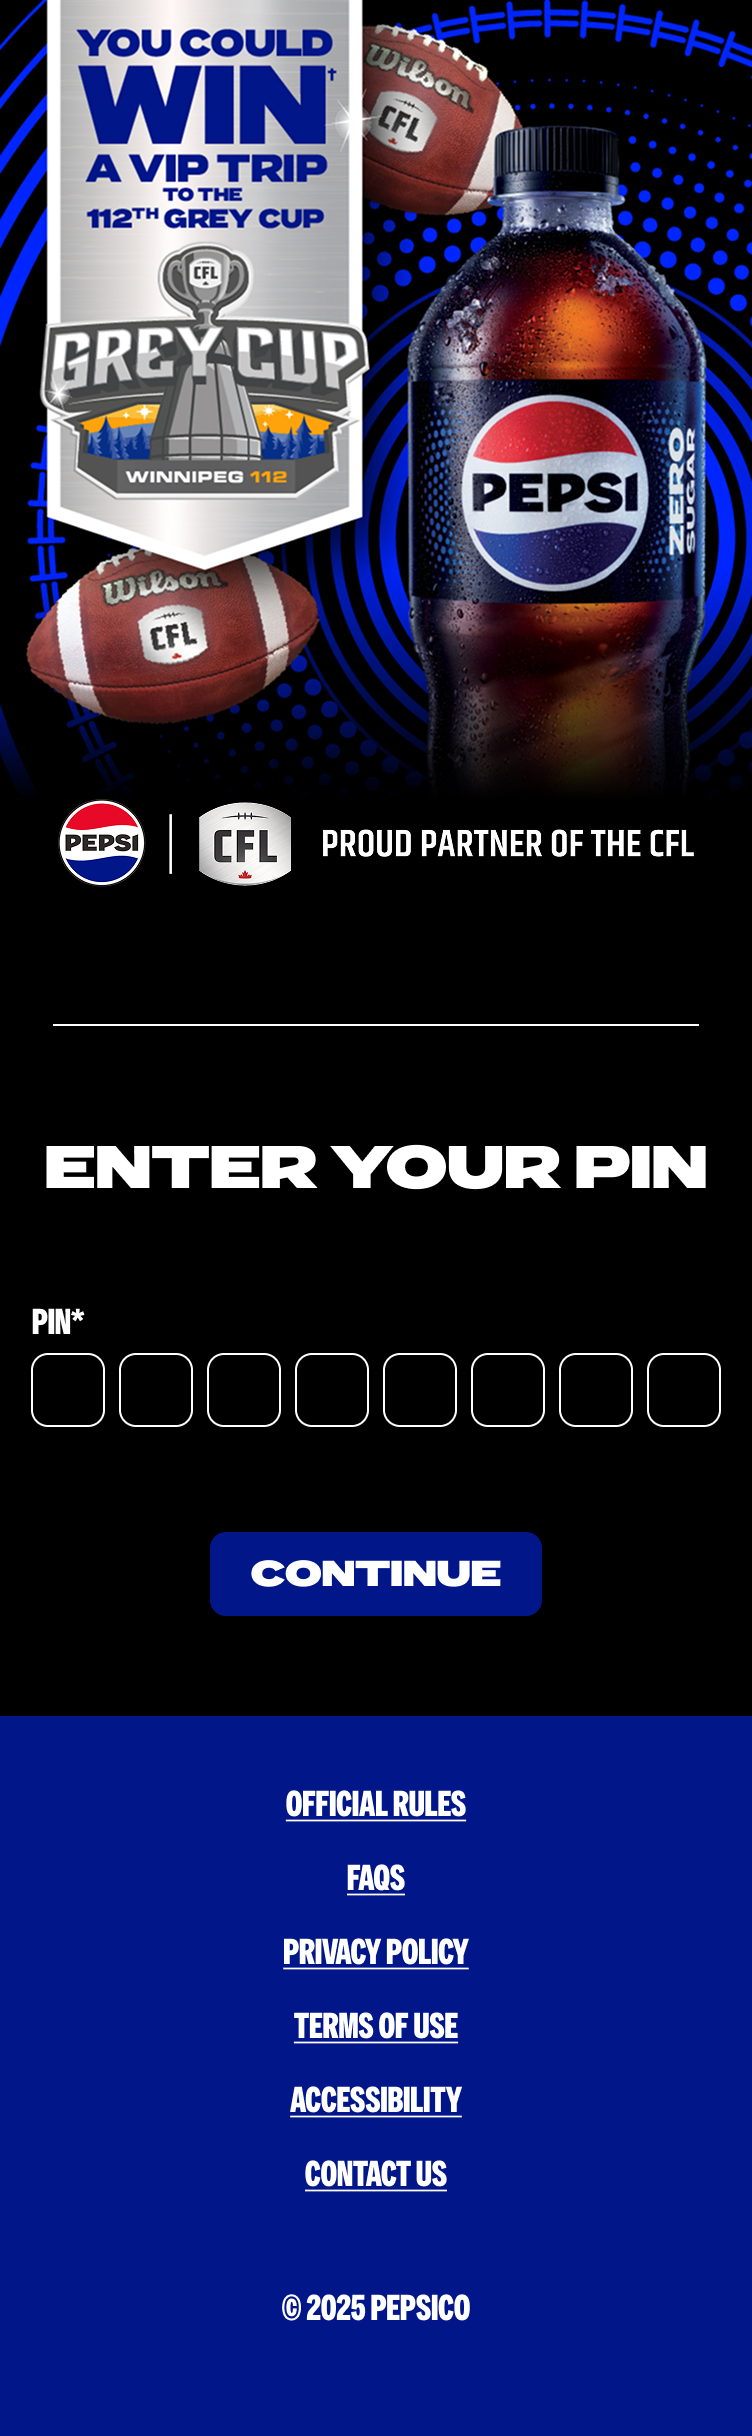 YOU COULD
WIN†
A VIP TRIP
TO THE
112TH GREY CUP
CFL
GREY CUP
WINNIPEG 112
Wilson
CFL
PEPSI
ZERO
SUGAR
Wilson
CFL
PEPSI
CFL
PROUD PARTNER OF THE CFL
ENTER YOUR PIN
PIN*
CONTINUE
OFFICIAL RULES
FAQS
PRIVACY POLICY
TERMS OF USE
ACCESSIBILITY
CONTACT US
© 2025 PEPSICO